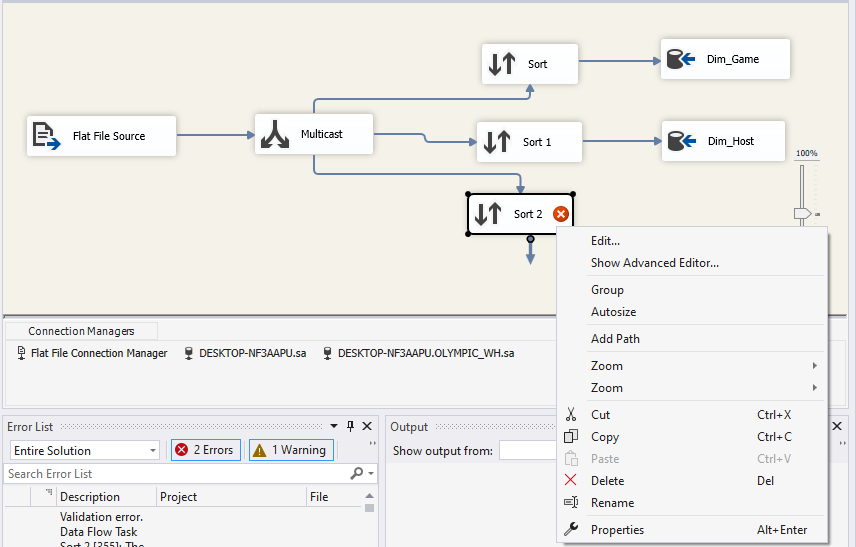 Sort
Dim_Game
Flat File Source
Multicast
Sort 1
Dim_Host
100%
Sort 2
Edit...
Show Advanced Editor...
Group
Autosize
Add Path
Zoom
Zoom
Cut Ctrl+X
Copy Ctrl+C
Paste Ctrl+V
Delete Del
Rename
Properties Alt+Enter
Connection Managers
Flat File Connection Manager DESKTOP-NF3AAPU.sa DESKTOP-NF3AAPU.OLYMPIC_WH.sa
Error List
Entire Solution 2 Errors 1 Warning
Search Error List
Description Project File
Validation error.
Data Flow Task
Sort 2 [355]: The
Output
Show output from: